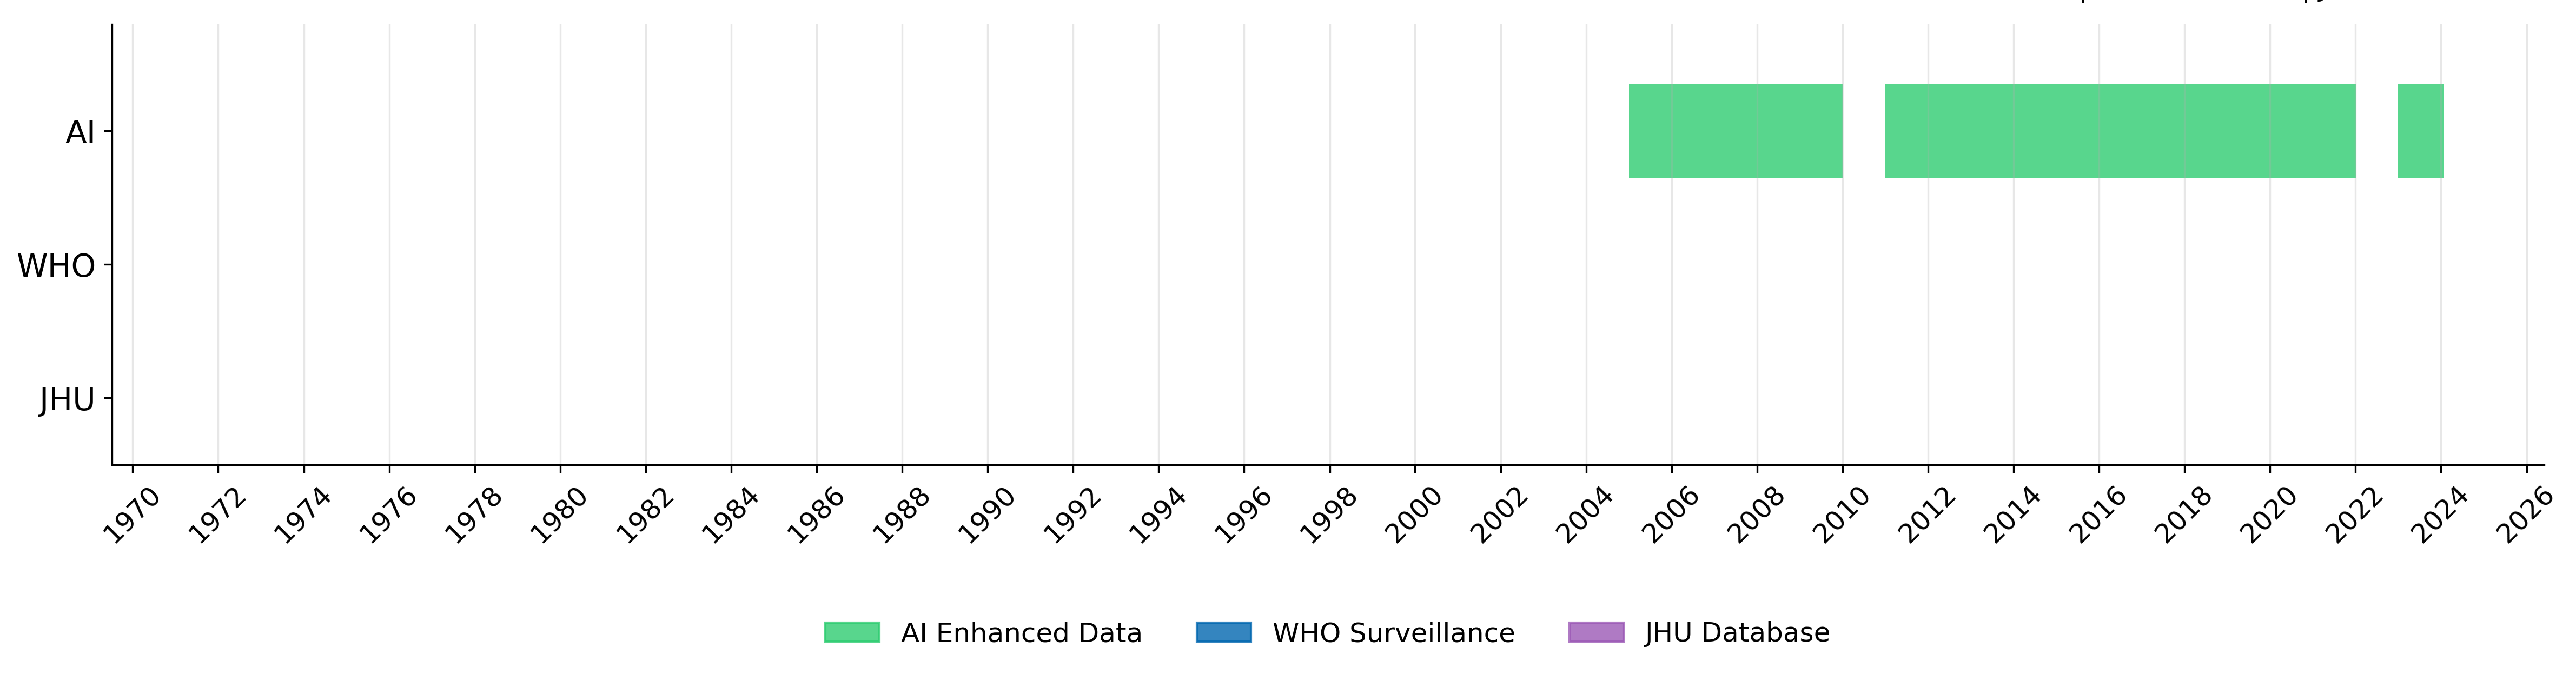 AI
WHO
JHU
1970 1972 1974 1976 1978 1980 1982 1984 1986 1988 1990 1992 1994 1996 1998 2000 2002 2004 2006 2008 2010 2012 2014 2016 2018 2020 2022 2024 2026
AI Enhanced Data WHO Surveillance JHU Database